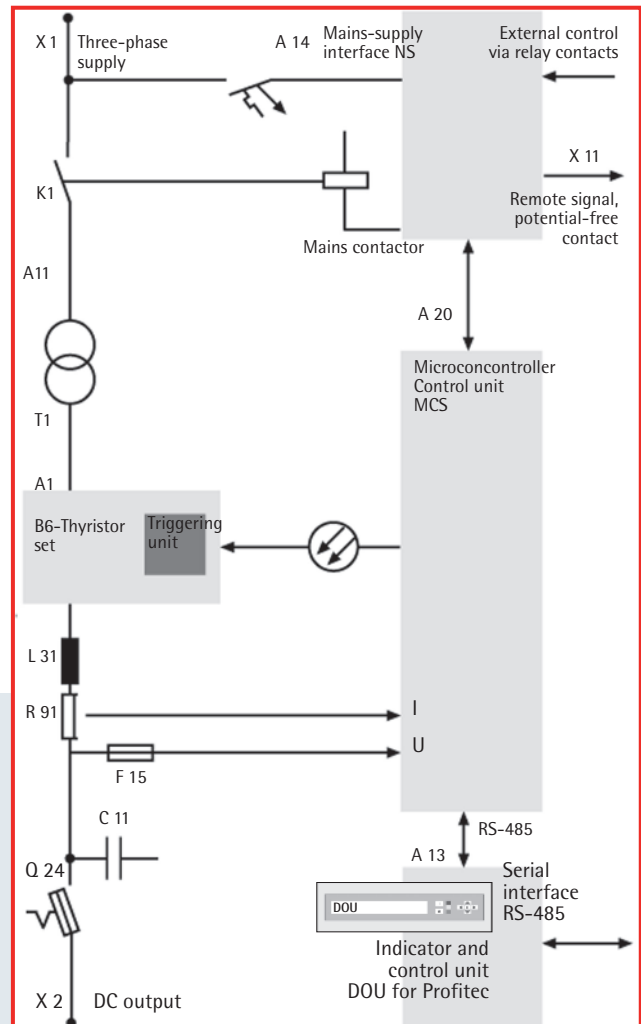 X 1
Three-phase
supply
A 14
Mains-supply
interface NS
External control
via relay contacts
X 11
K1
Remote signal,
potential-free
contact
Mains contactor
A11
A 20
Microconcontroller
Control unit
MCS
T1
A1
B6-Thyristor
set
Triggering
unit
L 31
R 91
I
U
F 15
C 11
RS-485
A 13
Q 24
Serial
interface
RS-485
DOU
Indicator and
control unit
DOU for Profitec
X 2
DC output